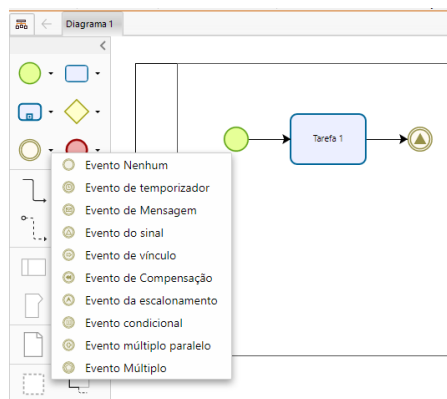 Diagrama 1
Tarefa 1
Evento Nenhum
Evento de temporizador
Evento de Mensagem
Evento do sinal
Evento de vínculo
Evento de Compensação
Evento da escalonamento
Evento condicional
Evento múltiplo paralelo
Evento Múltiplo